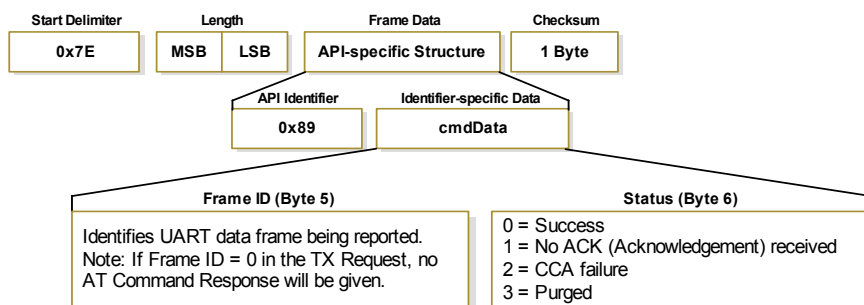 Start Delimiter Length Frame Data Checksum
0x7E MSB LSB API-specific Structure 1 Byte
API Identifier Identifier-specific Data
0x89 cmdData
Frame ID (Byte 5)
Identifies UART data frame being reported.
Note: If Frame ID = 0 in the TX Request, no
AT Command Response will be given.
Status (Byte 6)
0 = Success
1 = No ACK (Acknowledgement) received
2 = CCA failure
3 = Purged